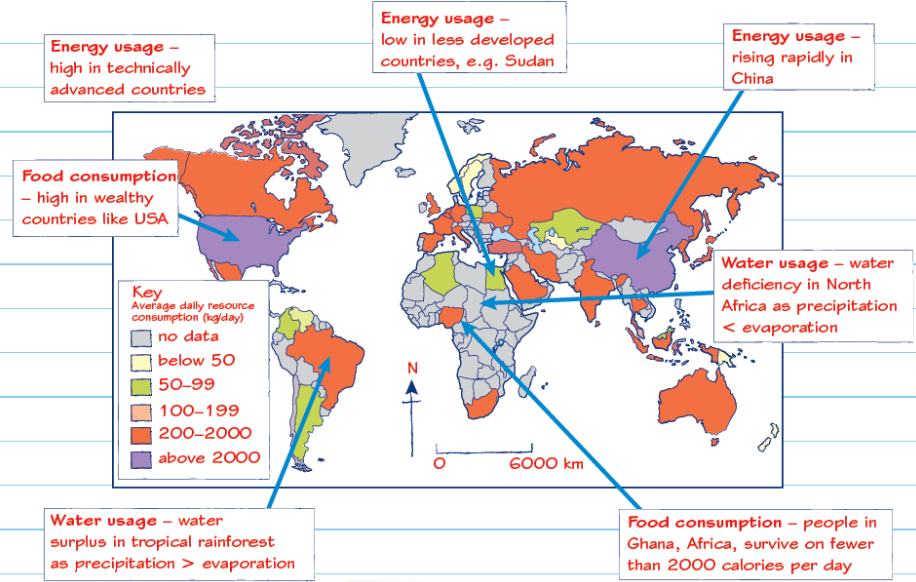 Energy usage –
high in technically
advanced countries
Energy usage –
low in less developed
countries, e.g. Sudan
Energy usage –
rising rapidly in
China
Food consumption
– high in wealthy
countries like USA
Water usage – water
deficiency in North
Africa as precipitation
< evaporation
Key
Average daily resource
consumption (kg/day)
no data
below 50
50–99
100–199
200–2000
above 2000
N
0 6000 km
Water usage – water
surplus in tropical rainforest
as precipitation > evaporation
Food consumption – people in
Ghana, Africa, survive on fewer
than 2000 calories per day